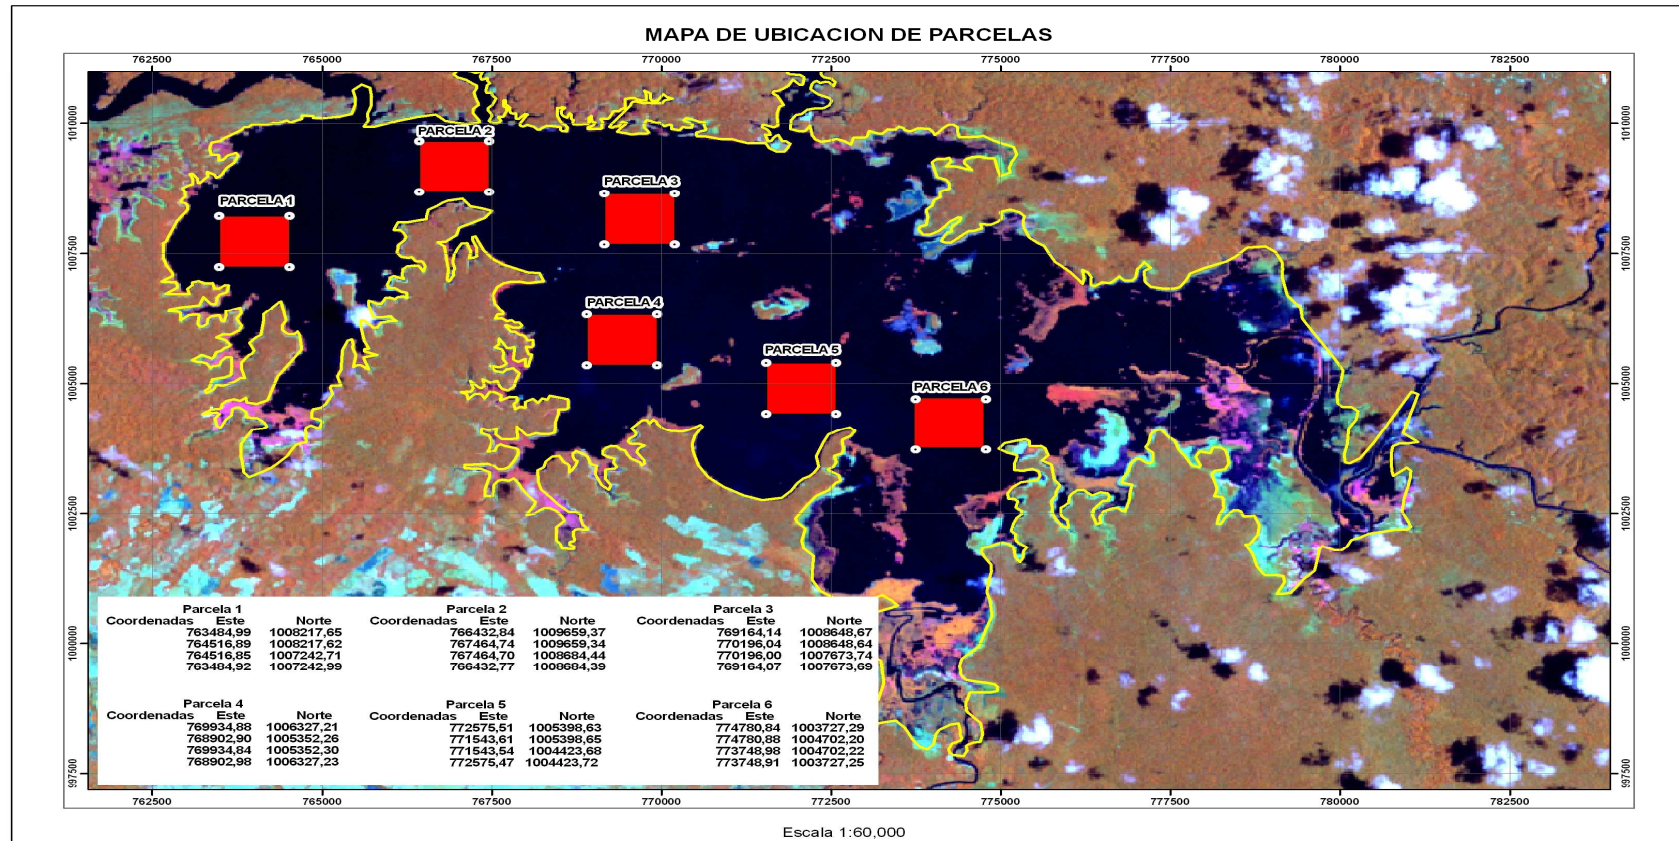 MAPA DE UBICACION DE PARCELAS
762500 765000 767500 770000 772500 775000 777500 780000 782500
1010000 1010000
PARCELA 2
PARCELA 3
PARCELA 1
1007500 1007500
PARCELA 4
PARCELA 5
PARCELA 6
1005000 1005000
1002500 1002500
1000000 1000000
997500 997500
Parcela 1 Parcela 2 Parcela 3
Coordenadas Este Norte Coordenadas Este Norte Coordenadas Este Norte
763484,99 1008217,65 766432,84 1009659,37 769164,14 1008648,67
764516,89 1008217,62 767464,74 1009659,34 770196,04 1008648,64
764516,85 1007242,71 767464,70 1008684,44 770196,00 1007673,74
763484,92 1007242,99 766432,77 1008684,39 769164,07 1007673,69
Parcela 4 Parcela 5 Parcela 6
Coordenadas Este Norte Coordenadas Este Norte Coordenadas Este Norte
769934,88 1006327,21 772575,51 1005398,63 774780,84 1003727,29
768902,90 1005352,26 771543,61 1005398,65 774780,88 1004702,20
769934,84 1005352,30 771543,54 1004423,68 773748,98 1004702,22
768902,98 1006327,23 772575,47 1004423,72 773748,91 1003727,25
762500 765000 767500 770000 772500 775000 777500 780000 782500
Escala 1:60,000